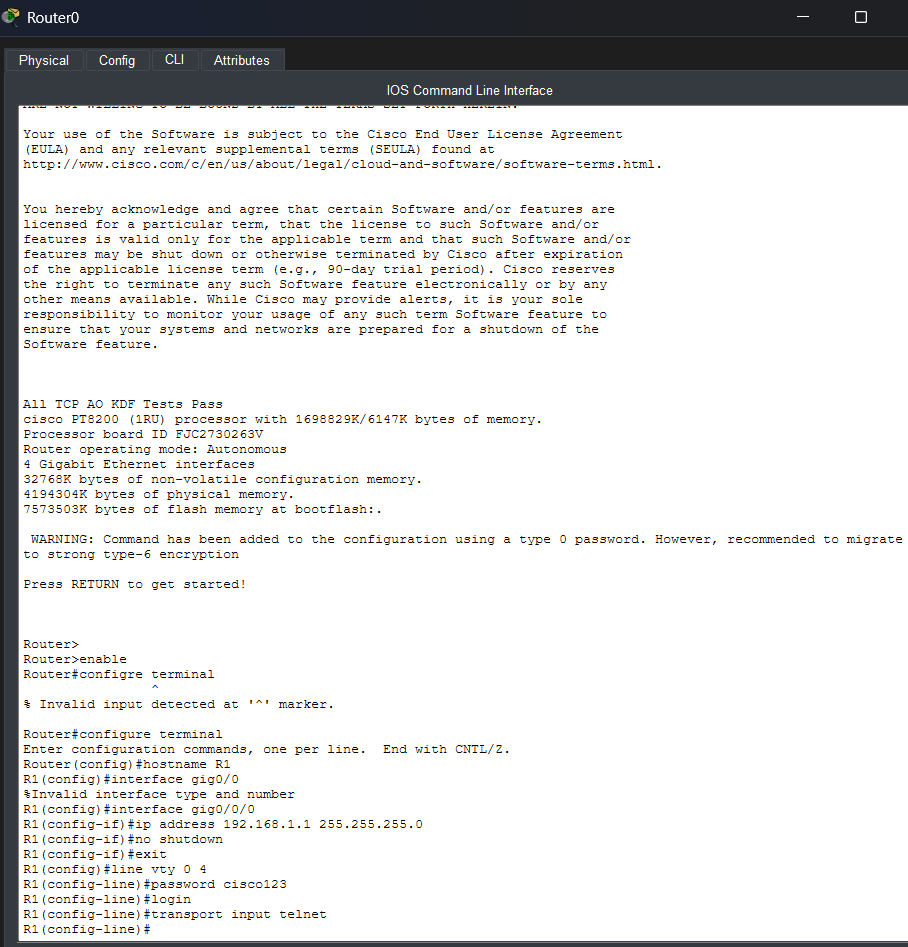 Router0
Physical Config CLI Attributes
IOS Command Line Interface
ARE NOT WILLING TO BE BOUND BY ALL THE TERMS SET FORTH HEREIN.
Your use of the Software is subject to the Cisco End User License Agreement
(EULA) and any relevant supplemental terms (SEULA) found at
http://www.cisco.com/c/en/us/about/legal/cloud-and-software/software-terms.html.
You hereby acknowledge and agree that certain Software and/or features are
licensed for a particular term, that the license to such Software and/or
features is valid only for the applicable term and that such Software and/or
features may be shut down or otherwise terminated by Cisco after expiration
of the applicable license term (e.g., 90-day trial period). Cisco reserves
the right to terminate any such Software feature electronically or by any
other means available. While Cisco may provide alerts, it is your sole
responsibility to monitor your usage of any such term Software feature to
ensure that your systems and networks are prepared for a shutdown of the
Software feature.
All TCP AO KDF Tests Pass
cisco PT8200 (1RU) processor with 1698829K/6147K bytes of memory.
Processor board ID FJC2730263V
Router operating mode: Autonomous
4 Gigabit Ethernet interfaces
32768K bytes of non-volatile configuration memory.
4194304K bytes of physical memory.
7573503K bytes of flash memory at bootflash:.
WARNING: Command has been added to the configuration using a type 0 password. However, recommended to migrate
to strong type-6 encryption
Press RETURN to get started!
Router>
Router>enable
Router#configre terminal
^
% Invalid input detected at '^' marker.
Router#configure terminal
Enter configuration commands, one per line.  End with CNTL/Z.
Router(config)#hostname R1
R1(config)#interface gig0/0
%Invalid interface type and number
R1(config)#interface gig0/0/0
R1(config-if)#ip address 192.168.1.1 255.255.255.0
R1(config-if)#no shutdown
R1(config-if)#exit
R1(config)#line vty 0 4
R1(config-line)#password cisco123
R1(config-line)#login
R1(config-line)#transport input telnet
R1(config-line)#